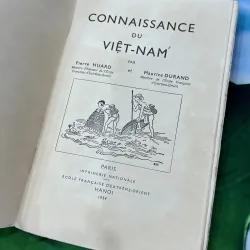 CONNAISSANCE
DU
VIỆT-NAM
PAR
Pierre HUARD
et
Maurice DURAND
PARIS
IMPRIMERIE NATIONALE
ÉCOLE FRANÇAISE D'EXTRÊME-ORIENT
HANOI
1954